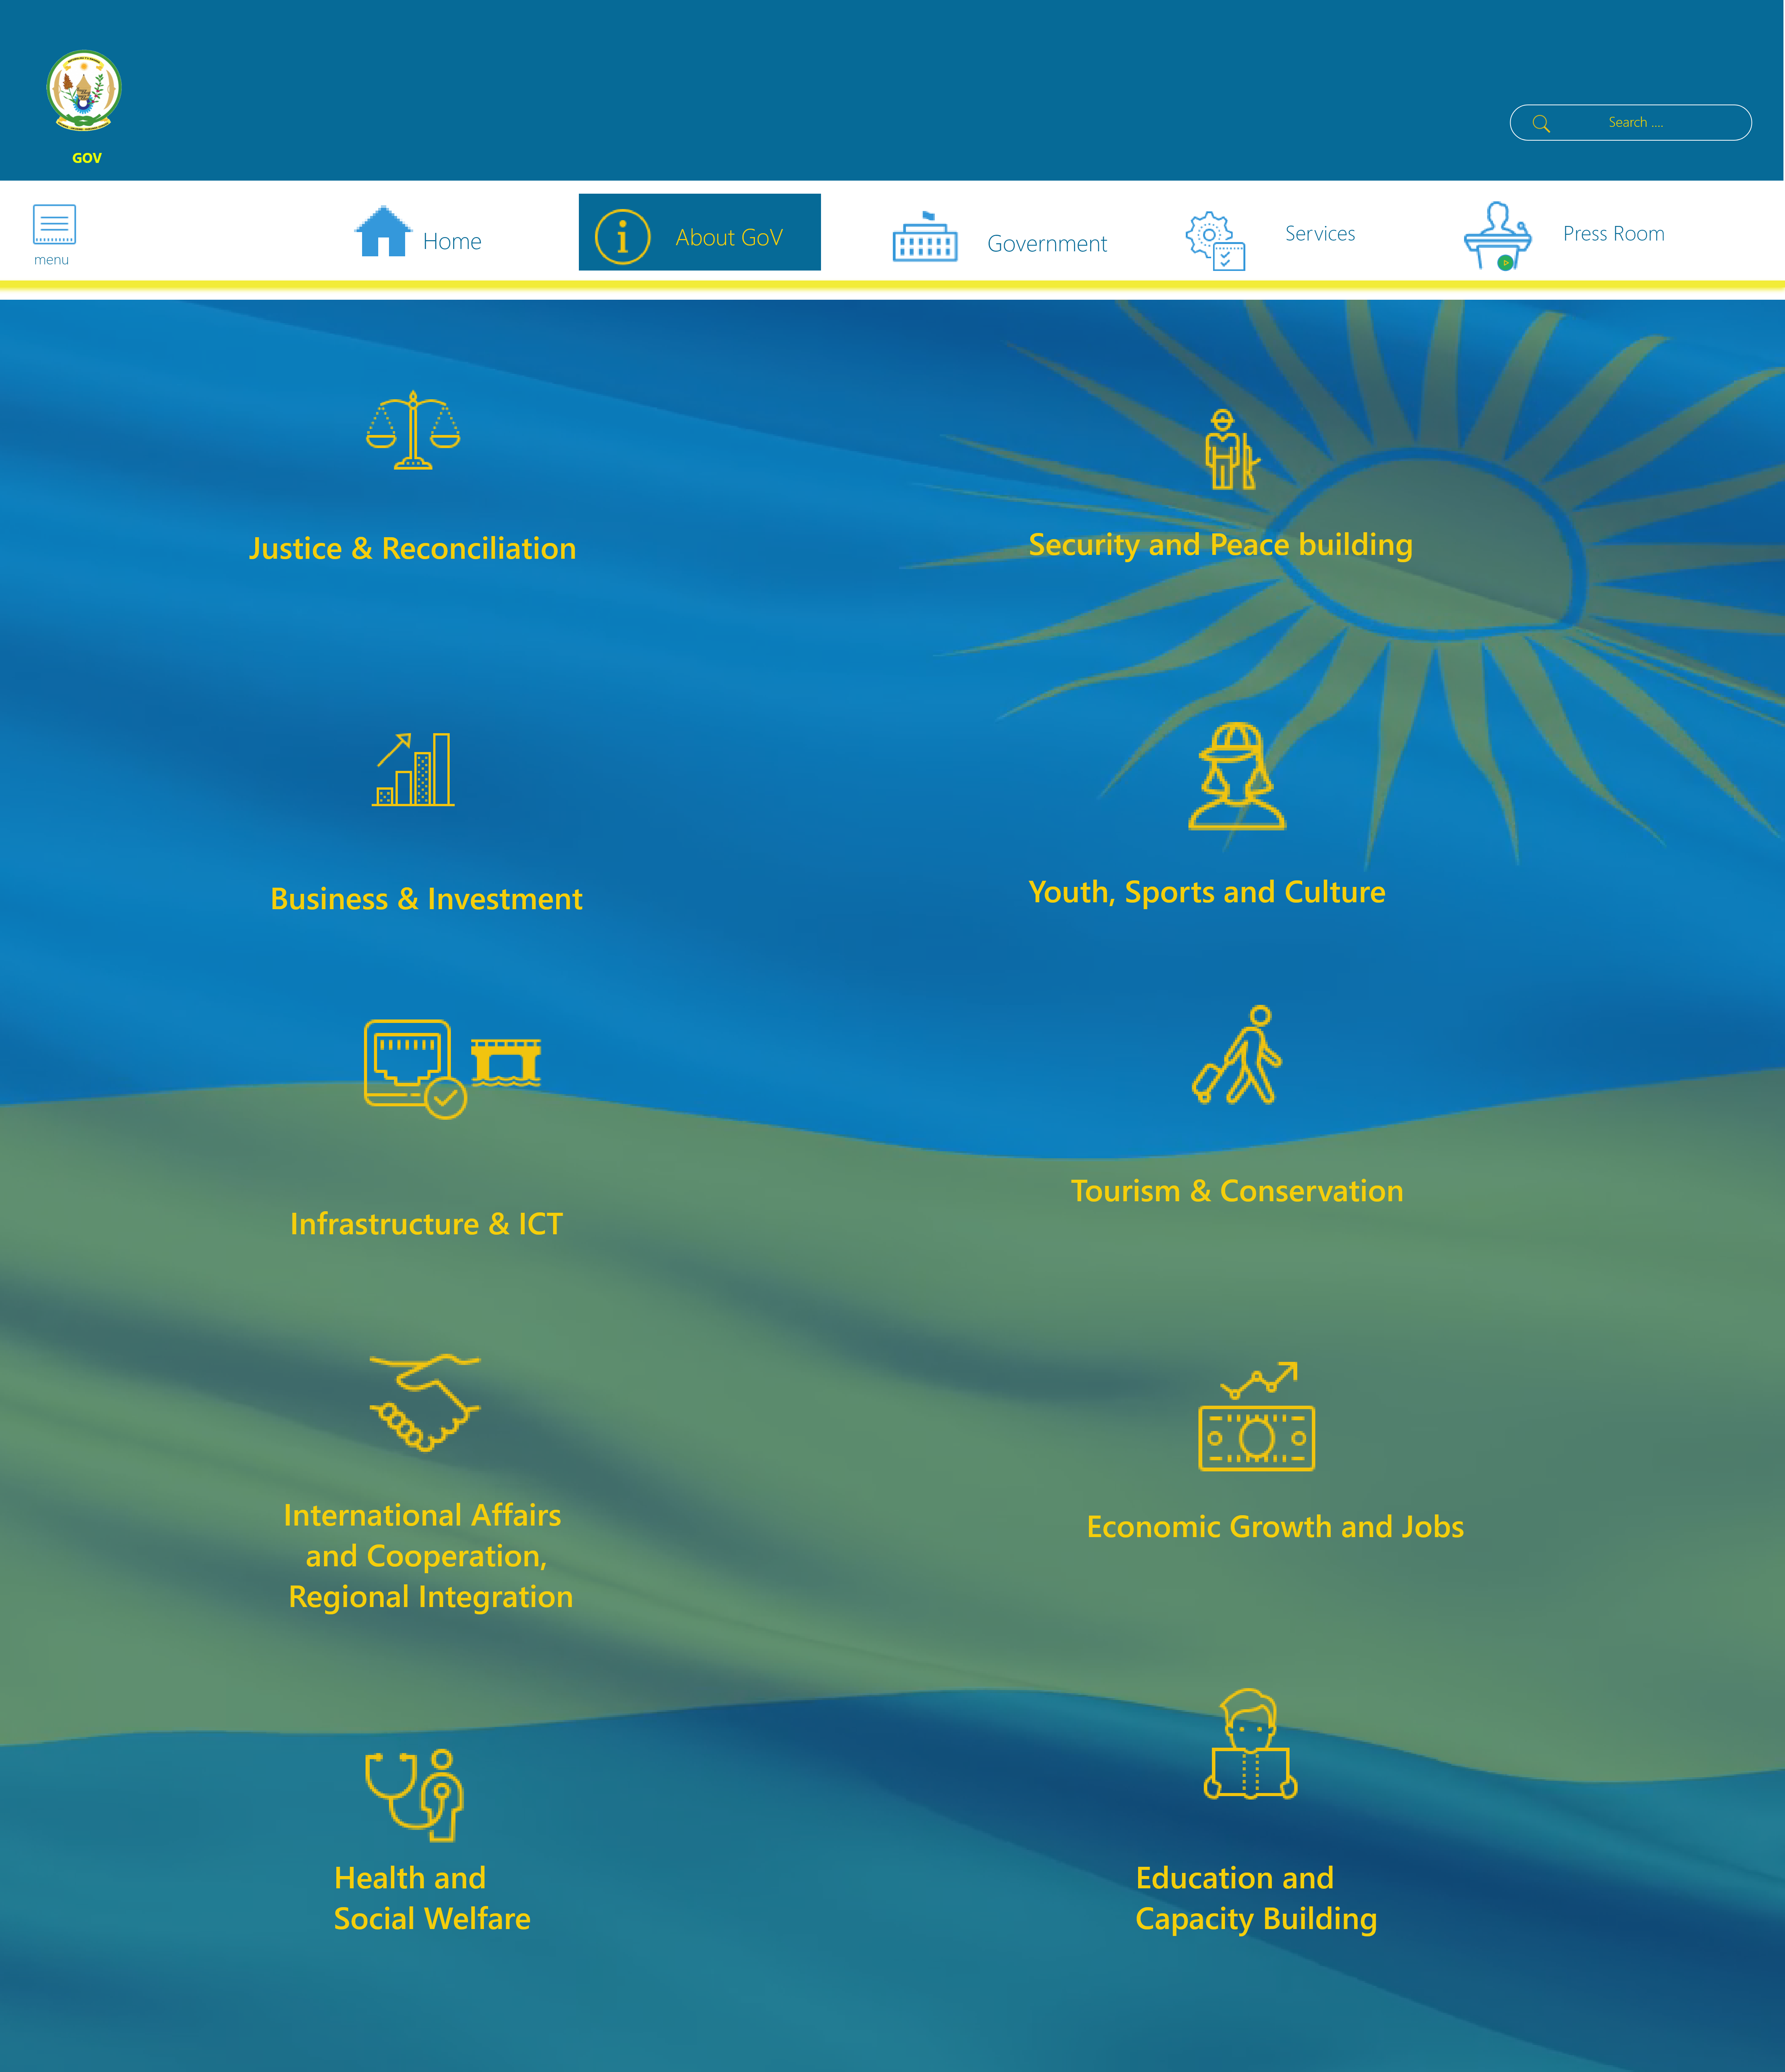 GOV
Search ....
menu
Home
About GoV
Government
Services
Press Room
Justice & Reconciliation
Security and Peace building
Business & Investment
Youth, Sports and Culture
Infrastructure & ICT
Tourism & Conservation
International Affairs
and Cooperation,
Regional Integration
Economic Growth and Jobs
Health and
Social Welfare
Education and
Capacity Building